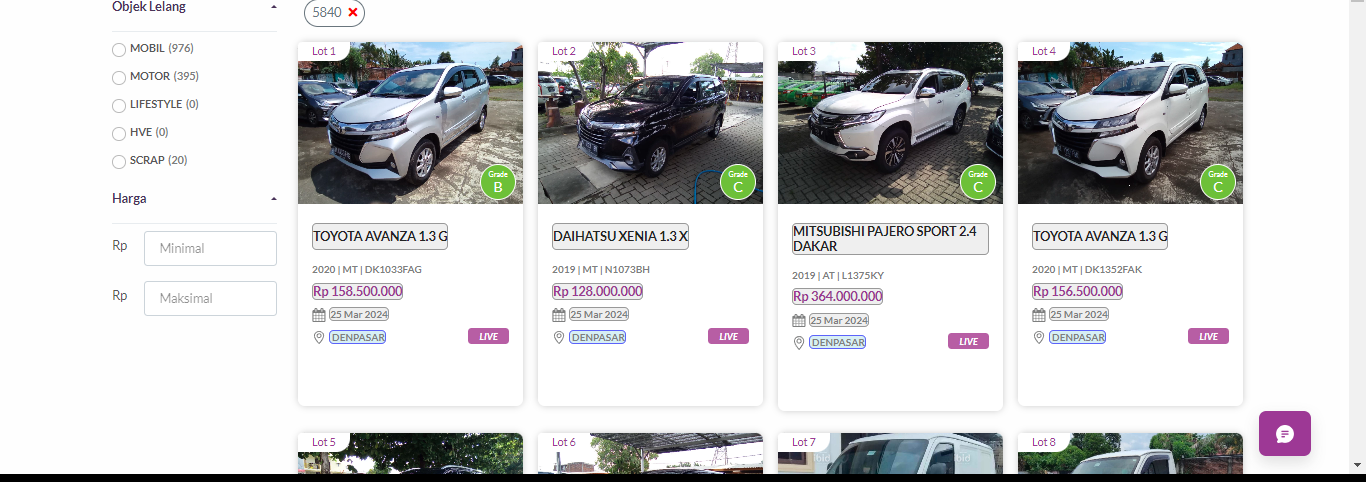 Objek Lelang
MOBIL (976)
MOTOR (395)
LIFESTYLE (0)
HVE (0)
SCRAP (20)
Harga
Rp Minimal
Rp Maksimal
5840
Lot 1
Grade
B
TOYOTA AVANZA 1.3 G
2020 | MT | DK1033FAG
Rp 158.500.000
25 Mar 2024
DENPASAR LIVE
Lot 2
Grade
C
DAIHATSU XENIA 1.3 X
2019 | MT | N1073BH
Rp 128.000.000
25 Mar 2024
DENPASAR LIVE
Lot 3
Grade
C
MITSUBISHI PAJERO SPORT 2.4
DAKAR
2019 | AT | L1375KY
Rp 364.000.000
25 Mar 2024
DENPASAR LIVE
Lot 4
Grade
C
TOYOTA AVANZA 1.3 G
2020 | MT | DK1352FAK
Rp 156.500.000
25 Mar 2024
DENPASAR LIVE
Lot 5
Lot 6
Lot 7
Lot 8